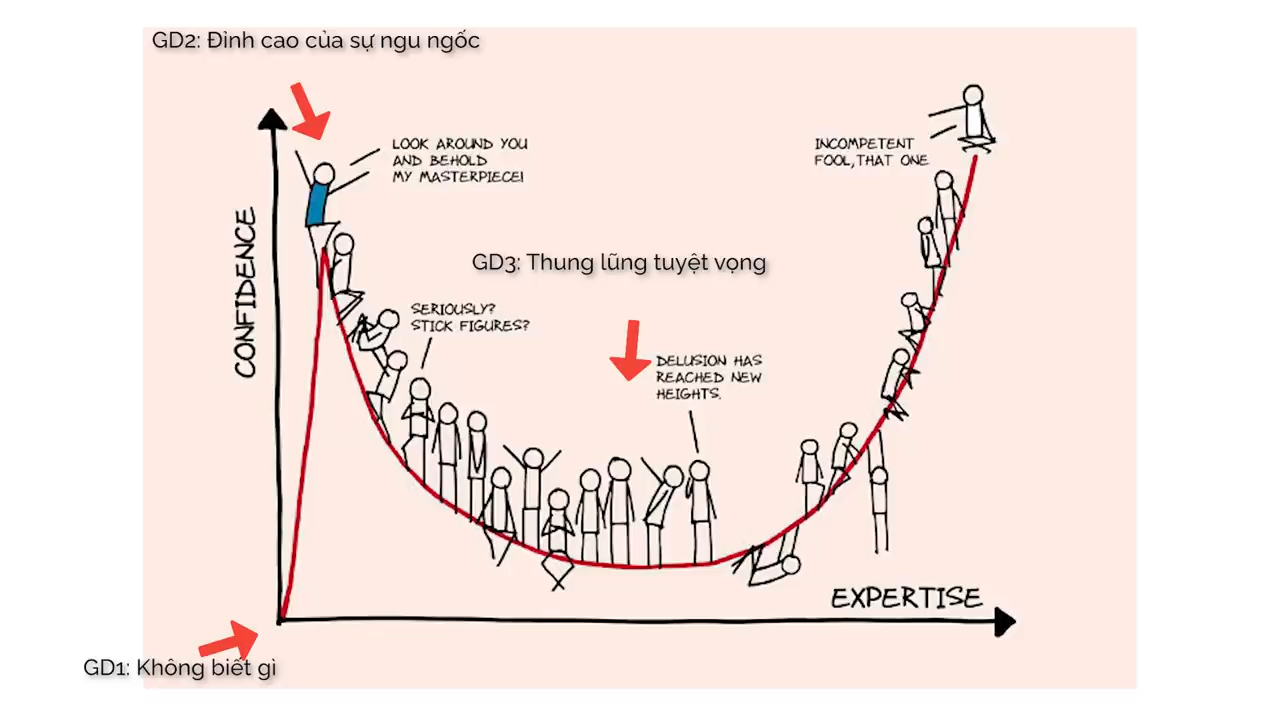 GD2: Đỉnh cao của sự ngu ngốc
LOOK AROUND YOU
AND BEHOLD
MY MASTERPIECE!
INCOMPETENT
FOOL, THAT ONE
CONFIDENCE
GD3: Thung lũng tuyệt vọng
SERIOUSLY?
STICK FIGURES?
DELUSION HAS
REACHED NEW
HEIGHTS.
EXPERTISE
GD1: Không biết gì